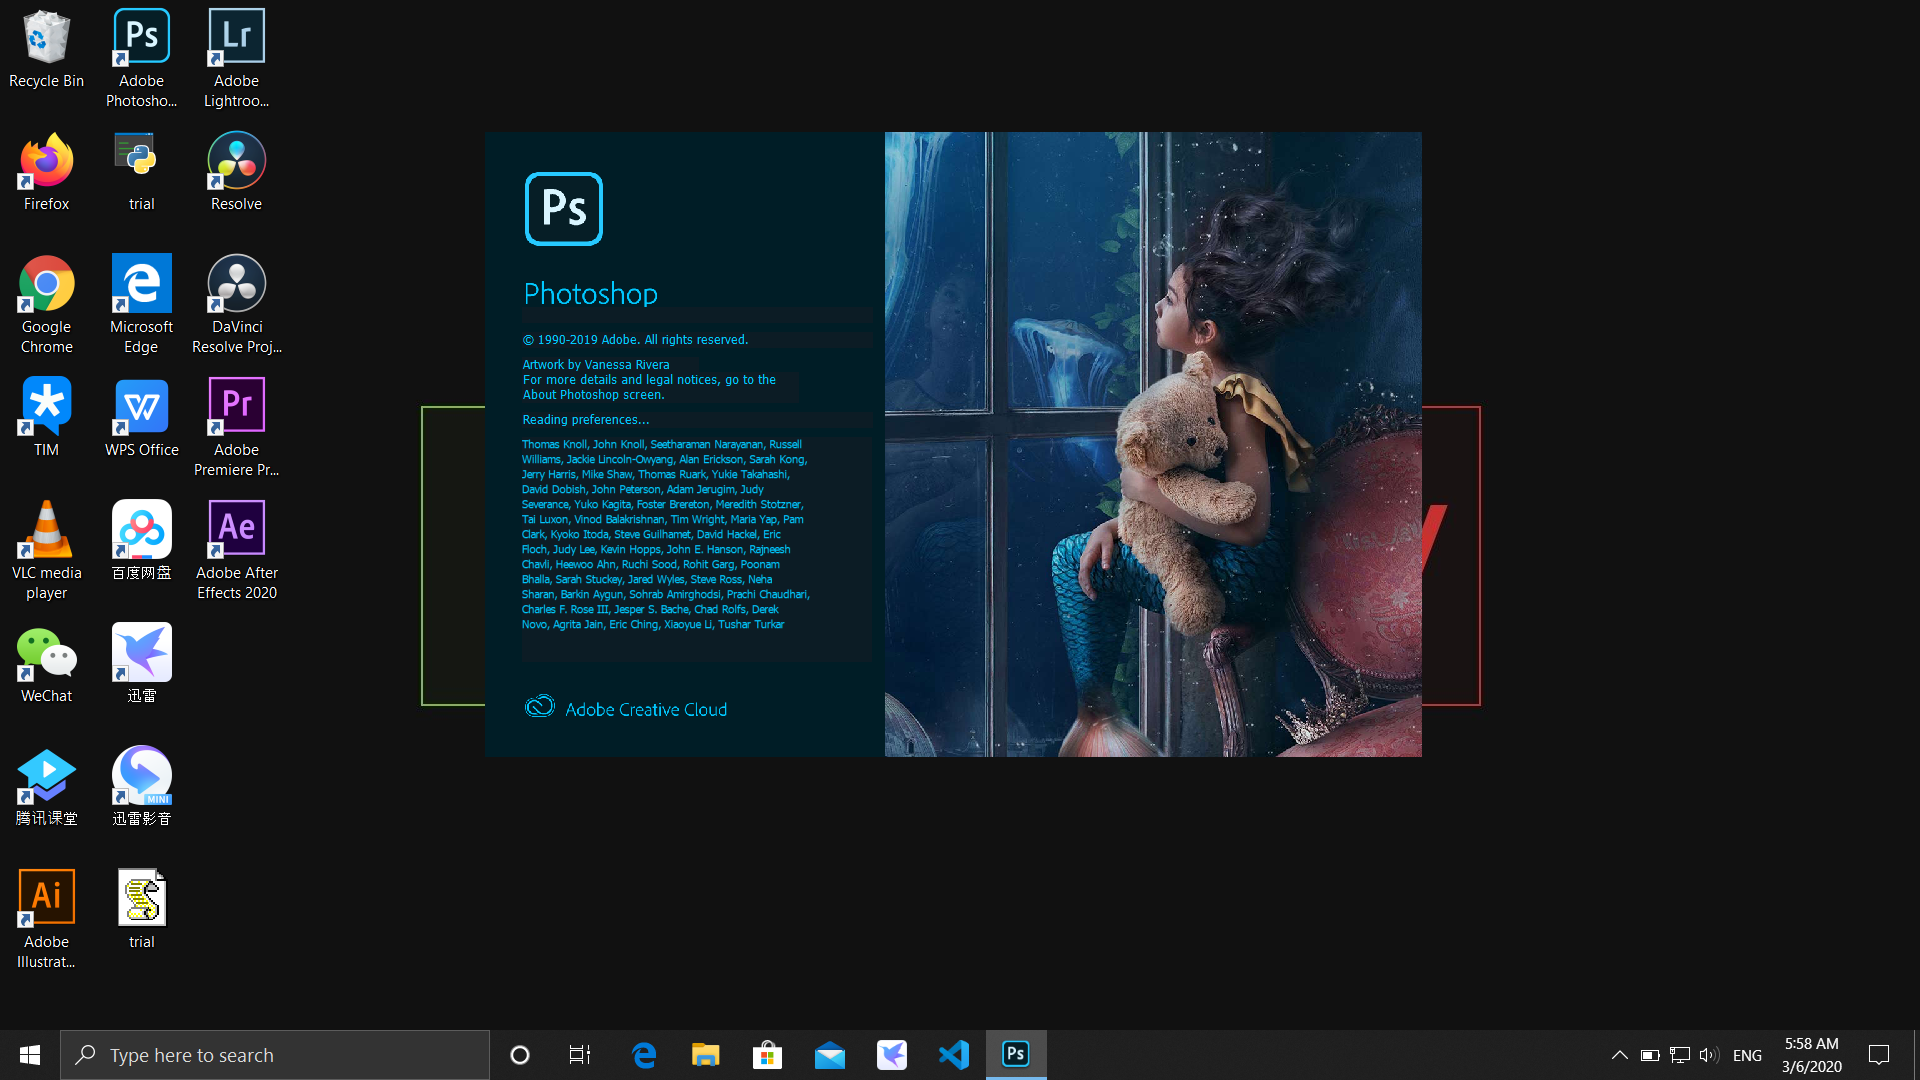 Recycle Bin
Ps
Adobe
Photosho...
Lr
Adobe
Lightroo...
Firefox
trial
Resolve
Google
Chrome
Microsoft
Edge
DaVinci
Resolve Proj...
TIM
WPS Office
Pr
Adobe
Premiere Pr...
VLC media
player
百度网盘
Ae
Adobe After
Effects 2020
WeChat
迅雷
腾讯课堂
MINI
迅雷影音
Ai
Adobe
Illustrat...
trial
Ps
Photoshop
© 1990-2019 Adobe. All rights reserved.
Artwork by Vanessa Rivera
For more details and legal notices, go to the
About Photoshop screen.
Reading preferences...
Thomas Knoll, John Knoll, Seetharaman Narayanan, Russell
Williams, Jackie Lincoln-Owyang, Alan Erickson, Sarah Kong,
Jerry Harris, Mike Shaw, Thomas Ruark, Yukie Takahashi,
David Dobish, John Peterson, Adam Jerugim, Judy
Severance, Yuko Kagita, Foster Brereton, Meredith Stotzner,
Tai Luxon, Vinod Balakrishnan, Tim Wright, Maria Yap, Pam
Clark, Kyoko Itoda, Steve Guilhamet, David Hackel, Eric
Floch, Judy Lee, Kevin Hopps, John E. Hanson, Rajneesh
Chavli, Heewoo Ahn, Ruchi Sood, Rohit Garg, Poonam
Bhalla, Sarah Stuckey, Jared Wyles, Steve Ross, Neha
Sharan, Barkin Aygun, Sohrab Amirghodsi, Prachi Chaudhari,
Charles F. Rose III, Jesper S. Bache, Chad Rolfs, Derek
Novo, Agrita Jain, Eric Ching, Xiaoyue Li, Tushar Turkar
Adobe Creative Cloud
Type here to search
Ps
ENG
5:58 AM
3/6/2020